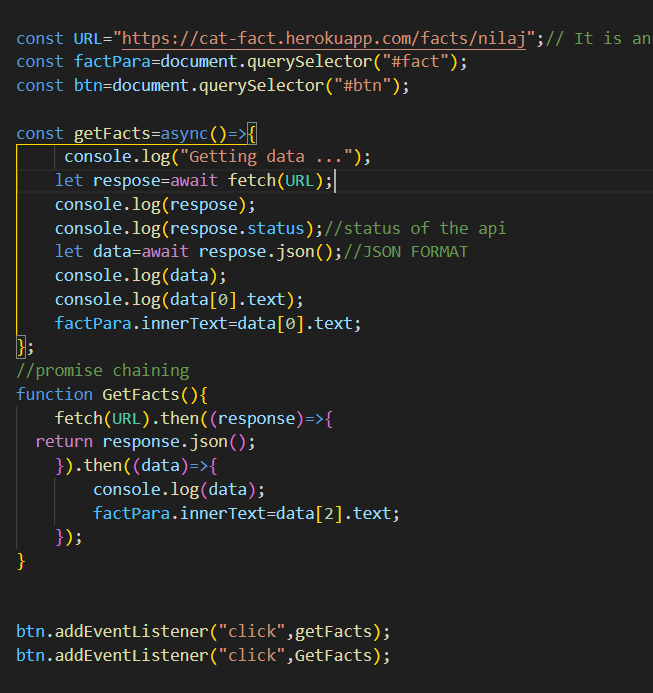 const URL="https://cat-fact.herokuapp.com/facts/nilaj";// It is an
const factPara=document.querySelector("#fact");
const btn=document.querySelector("#btn");
const getFacts=async()=>{
console.log("Getting data ...");
let respose=await fetch(URL);
console.log(respose);
console.log(respose.status);//status of the api
let data=await respose.json();//JSON FORMAT
console.log(data);
console.log(data[0].text);
factPara.innerText=data[0].text;
};
//promise chaining
function GetFacts(){
fetch(URL).then((response)=>{
return response.json();
}).then((data)=>{
console.log(data);
factPara.innerText=data[2].text;
});
}
btn.addEventListener("click",getFacts);
btn.addEventListener("click",GetFacts);